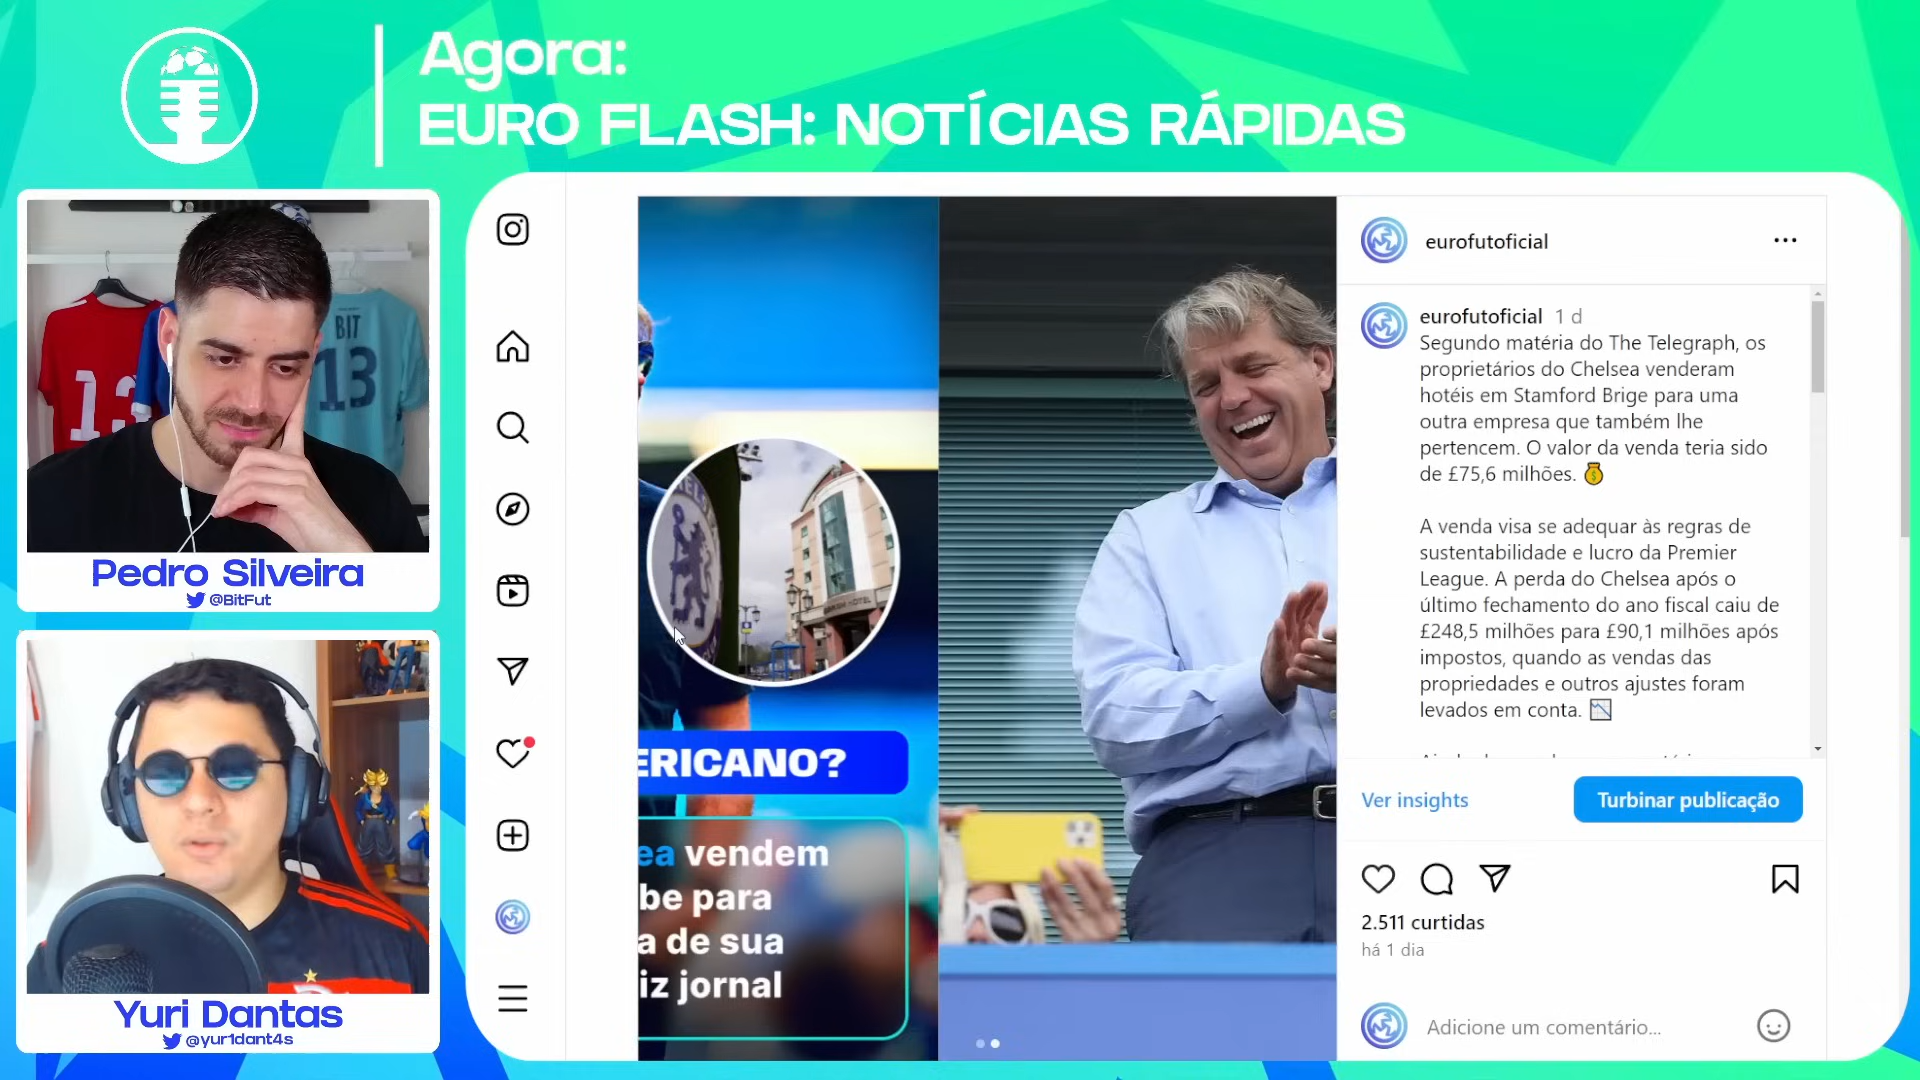 Agora:
EURO FLASH: NOTÍCIAS RÁPIDAS
BIT
13
13
Pedro Silveira
@BitFut
Yuri Dantas
@yur1dant4s
ERICANO?
ea vendem
be para
a de sua
iz jornal
eurofutoficial
eurofutoficial 1 d
Segundo matéria do The Telegraph, os
proprietários do Chelsea venderam
hotéis em Stamford Brige para uma
outra empresa que também lhe
pertencem. O valor da venda teria sido
de £75,6 milhões. 💰
A venda visa se adequar às regras de
sustentabilidade e lucro da Premier
League. A perda do Chelsea após o
último fechamento do ano fiscal caiu de
£248,5 milhões para £90,1 milhões após
impostos, quando as vendas das
propriedades e outros ajustes foram
levados em conta. 📉
Ver insights
Turbinar publicação
2.511 curtidas
há 1 dia
Adicione um comentário...